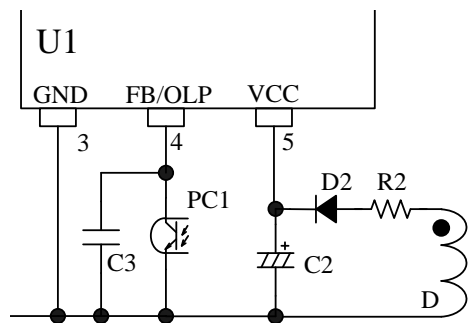 U1
GND FB/OLP VCC
3 4 5
D2 R2
PC1
C3 + C2
D